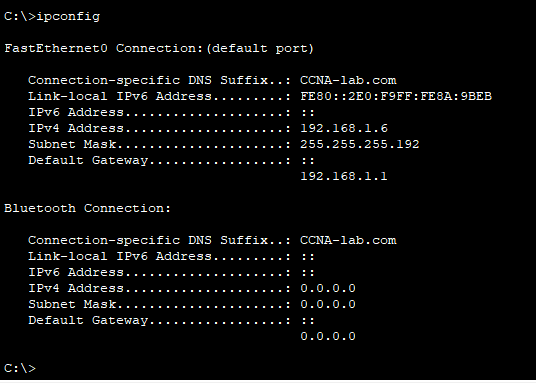 C:\>ipconfig
FastEthernet0 Connection:(default port)
Connection-specific DNS Suffix..: CCNA-lab.com
Link-local IPv6 Address.........: FE80::2E0:F9FF:FE8A:9BEB
IPv6 Address....................: ::
IPv4 Address....................: 192.168.1.6
Subnet Mask.....................: 255.255.255.192
Default Gateway.................: ::
192.168.1.1
Bluetooth Connection:
Connection-specific DNS Suffix..: CCNA-lab.com
Link-local IPv6 Address.........: ::
IPv6 Address....................: ::
IPv4 Address....................: 0.0.0.0
Subnet Mask.....................: 0.0.0.0
Default Gateway.................: ::
0.0.0.0
C:\>